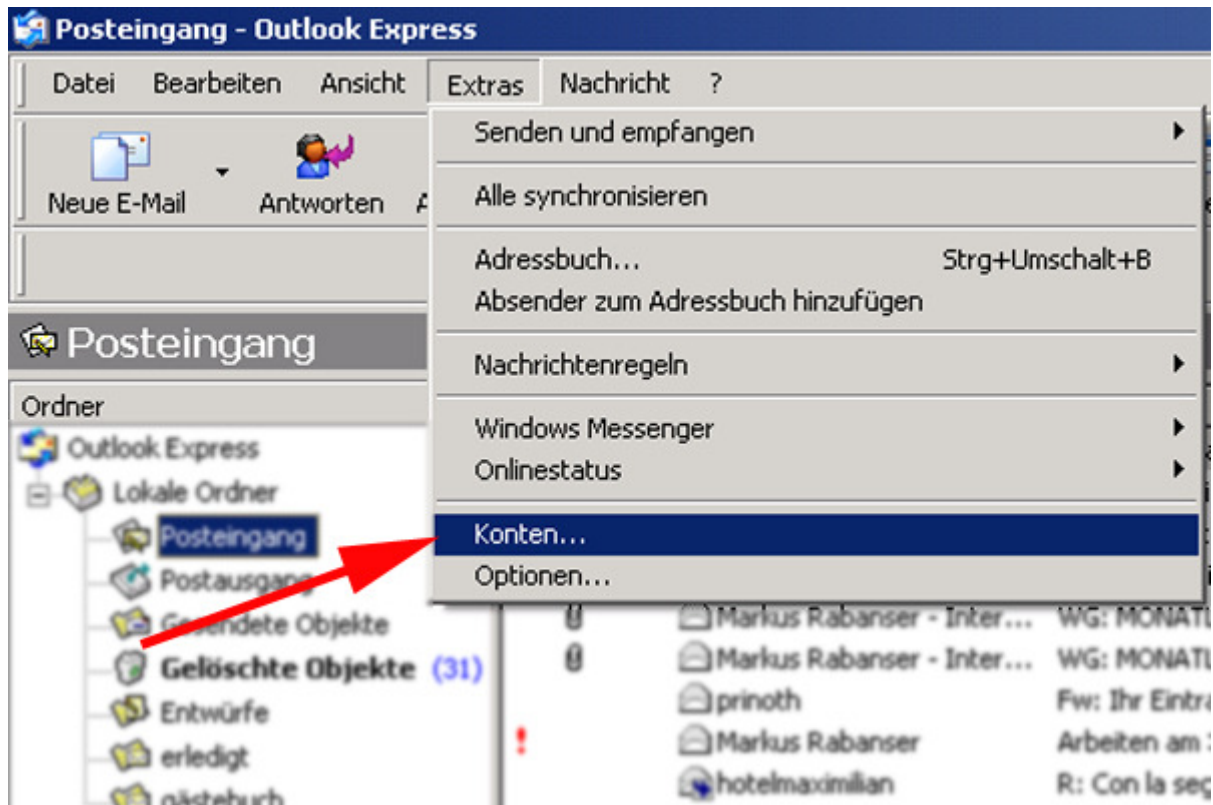 Posteingang - Outlook Express
Datei Bearbeiten Ansicht Extras Nachricht ?
Neue E-Mail Antworten
Senden und empfangen
Alle synchronisieren
Adressbuch... Strg+Umschalt+B
Absender zum Adressbuch hinzufügen
Nachrichtenregeln
Windows Messenger
Onlinestatus
Konten...
Optionen...
Posteingang
Ordner
Outlook Express
Lokale Ordner
Posteingang
Postausgang
Gesendete Objekte
Gelöschte Objekte (31)
Entwürfe
erledigt
gästebuch
Markus Rabanser - Inter... WG: MONATL
Markus Rabanser - Inter... WG: MONATL
prinoth Fw: Ihr Eintra
Markus Rabanser Arbeiten am
hotelmaximilian R: Con la seg